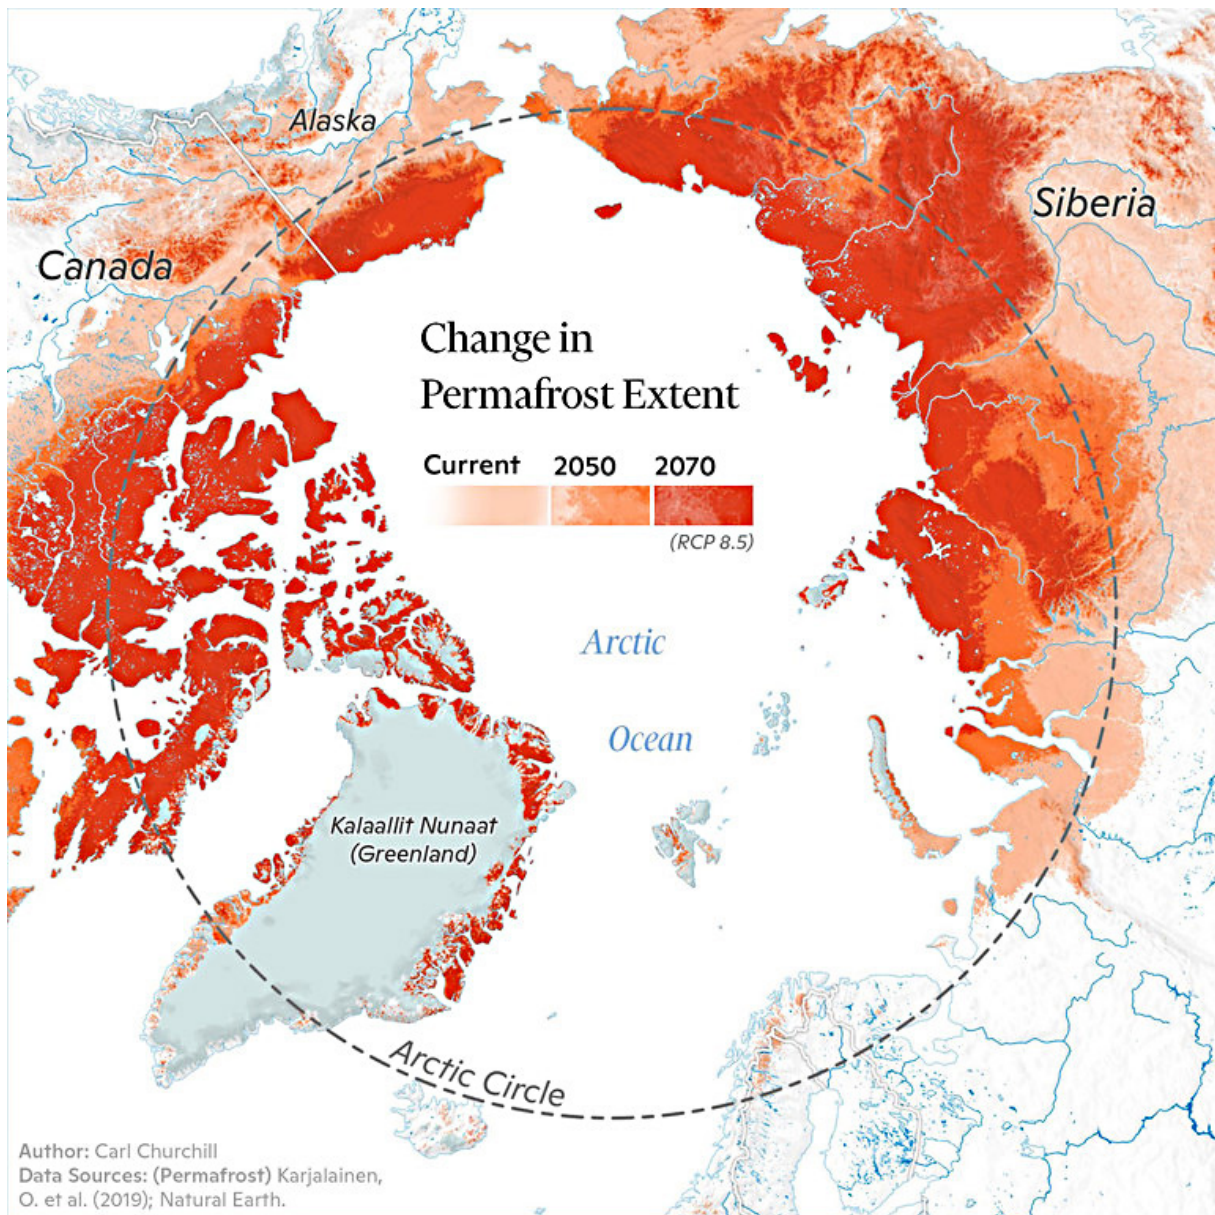 Alaska
Siberia
Canada
Change in
Permafrost Extent
Current 2050 2070
(RCP 8.5)
Arctic
Ocean
Kalaallit Nunaat
(Greenland)
Arctic Circle
Author: Carl Churchill
Data Sources: (Permafrost) Karjalainen,
O. et al. (2019); Natural Earth.